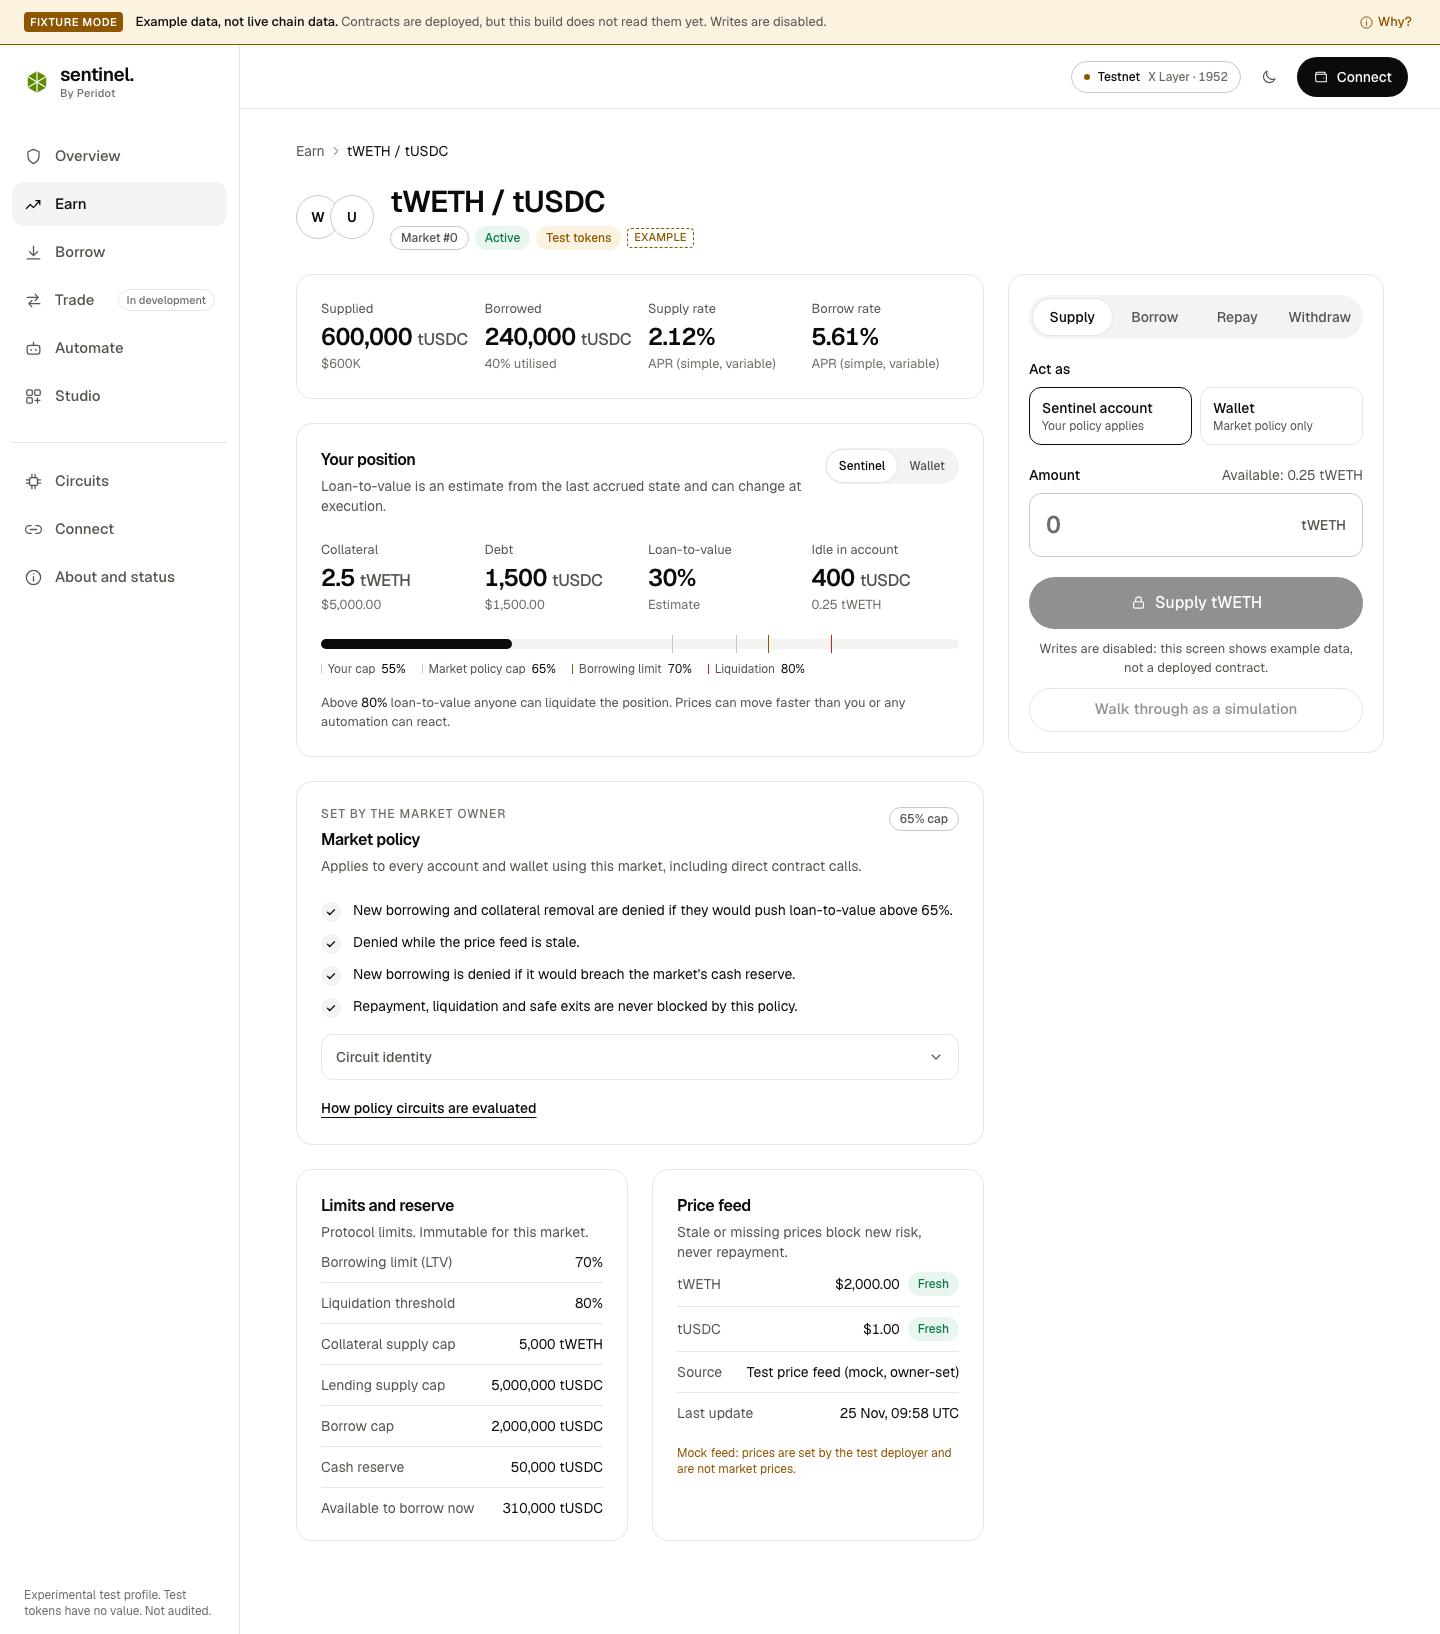 FIXTURE MODE Example data, not live chain data. Contracts are deployed, but this build does not read them yet. Writes are disabled. Why?
sentinel.
By Peridot
Testnet X Layer · 1952
Connect
Overview
Earn
Borrow
Trade In development
Automate
Studio
Circuits
Connect
About and status
Experimental test profile. Test
tokens have no value. Not audited.
Earn > tWETH / tUSDC
W U
tWETH / tUSDC
Market #0 Active Test tokens EXAMPLE
Supplied Borrowed Supply rate Borrow rate
600,000 tUSDC 240,000 tUSDC 2.12% 5.61%
$600K 40% utilised APR (simple, variable) APR (simple, variable)
Your position
Sentinel Wallet
Loan-to-value is an estimate from the last accrued state and can change at
execution.
Collateral Debt Loan-to-value Idle in account
2.5 tWETH 1,500 tUSDC 30% 400 tUSDC
$5,000.00 $1,500.00 Estimate 0.25 tWETH
Your cap 55% Market policy cap 65% Borrowing limit 70% Liquidation 80%
Above 80% loan-to-value anyone can liquidate the position. Prices can move faster than you or any
automation can react.
SET BY THE MARKET OWNER
65% cap
Market policy
Applies to every account and wallet using this market, including direct contract calls.
New borrowing and collateral removal are denied if they would push loan-to-value above 65%.
Denied while the price feed is stale.
New borrowing is denied if it would breach the market's cash reserve.
Repayment, liquidation and safe exits are never blocked by this policy.
Circuit identity
How policy circuits are evaluated
Limits and reserve
Protocol limits. Immutable for this market.
Borrowing limit (LTV) 70%
Liquidation threshold 80%
Collateral supply cap 5,000 tWETH
Lending supply cap 5,000,000 tUSDC
Borrow cap 2,000,000 tUSDC
Cash reserve 50,000 tUSDC
Available to borrow now 310,000 tUSDC
Price feed
Stale or missing prices block new risk,
never repayment.
tWETH $2,000.00 Fresh
tUSDC $1.00 Fresh
Source Test price feed (mock, owner-set)
Last update 25 Nov, 09:58 UTC
Mock feed: prices are set by the test deployer and
are not market prices.
Supply Borrow Repay Withdraw
Act as
Sentinel account Wallet
Your policy applies Market policy only
Amount Available: 0.25 tWETH
0 tWETH
Supply tWETH
Writes are disabled: this screen shows example data,
not a deployed contract.
Walk through as a simulation